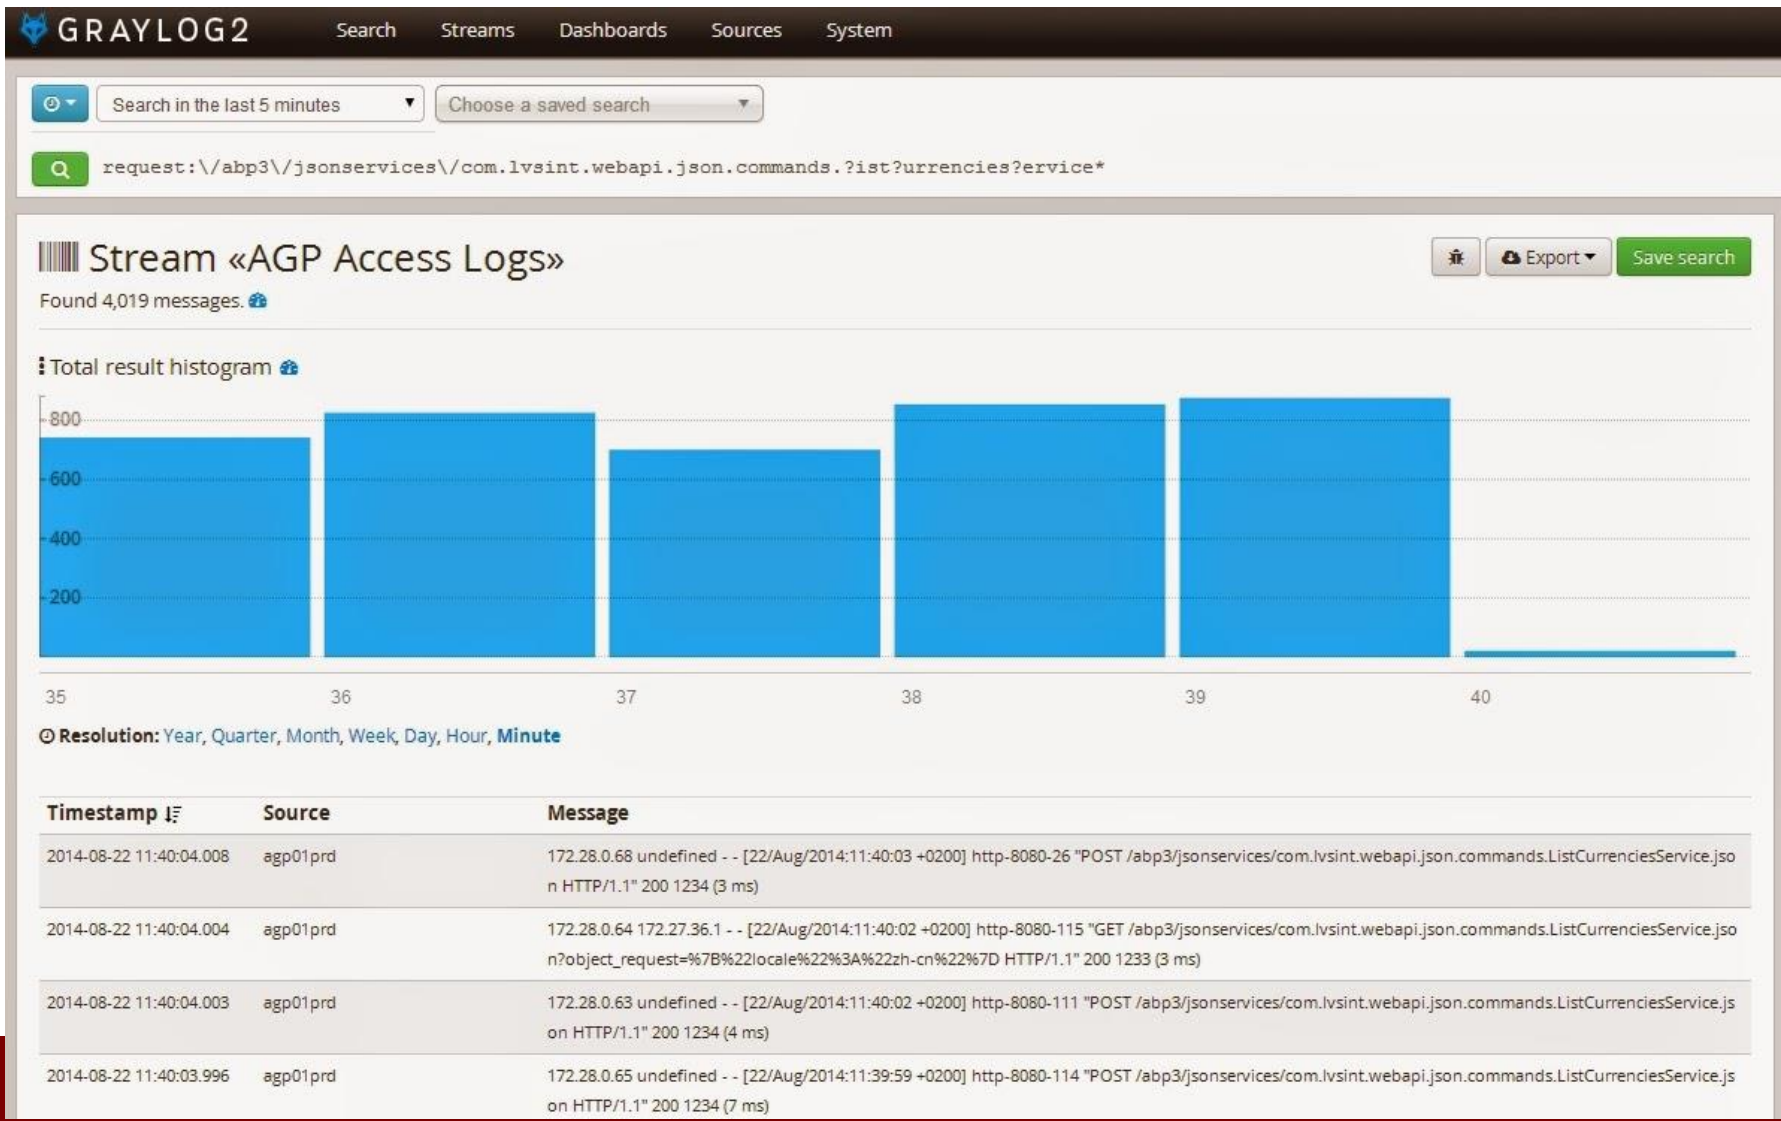 GRAYLOG2 Search Streams Dashboards Sources System
Search in the last 5 minutes Choose a saved search
request:\/abp3\/jsonservices\/com.lvsint.webapi.json.commands.?ist?urrencies?ervice*
Stream «AGP Access Logs» Export Save search
Found 4,019 messages.
Total result histogram
800
600
400
200
35 36 37 38 39 40
Resolution: Year, Quarter, Month, Week, Day, Hour, Minute
Timestamp Source Message
2014-08-22 11:40:04.008 agp01prd 172.28.0.68 undefined - - [22/Aug/2014:11:40:03 +0200] http-8080-26 "POST /abp3/jsonservices/com.lvsint.webapi.json.commands.ListCurrenciesService.jso
n HTTP/1.1" 200 1234 (3 ms)
2014-08-22 11:40:04.004 agp01prd 172.28.0.64 172.27.36.1 - - [22/Aug/2014:11:40:02 +0200] http-8080-115 "GET /abp3/jsonservices/com.lvsint.webapi.json.commands.ListCurrenciesService.jso
n?object_request=%7B%22locale%22%3A%22zh-cn%22%7D HTTP/1.1" 200 1233 (3 ms)
2014-08-22 11:40:04.003 agp01prd 172.28.0.63 undefined - - [22/Aug/2014:11:40:02 +0200] http-8080-111 "POST /abp3/jsonservices/com.lvsint.webapi.json.commands.ListCurrenciesService.js
on HTTP/1.1" 200 1234 (4 ms)
2014-08-22 11:40:03.996 agp01prd 172.28.0.65 undefined - - [22/Aug/2014:11:39:59 +0200] http-8080-114 "POST /abp3/jsonservices/com.lvsint.webapi.json.commands.ListCurrenciesService.js
on HTTP/1.1" 200 1234 (7 ms)